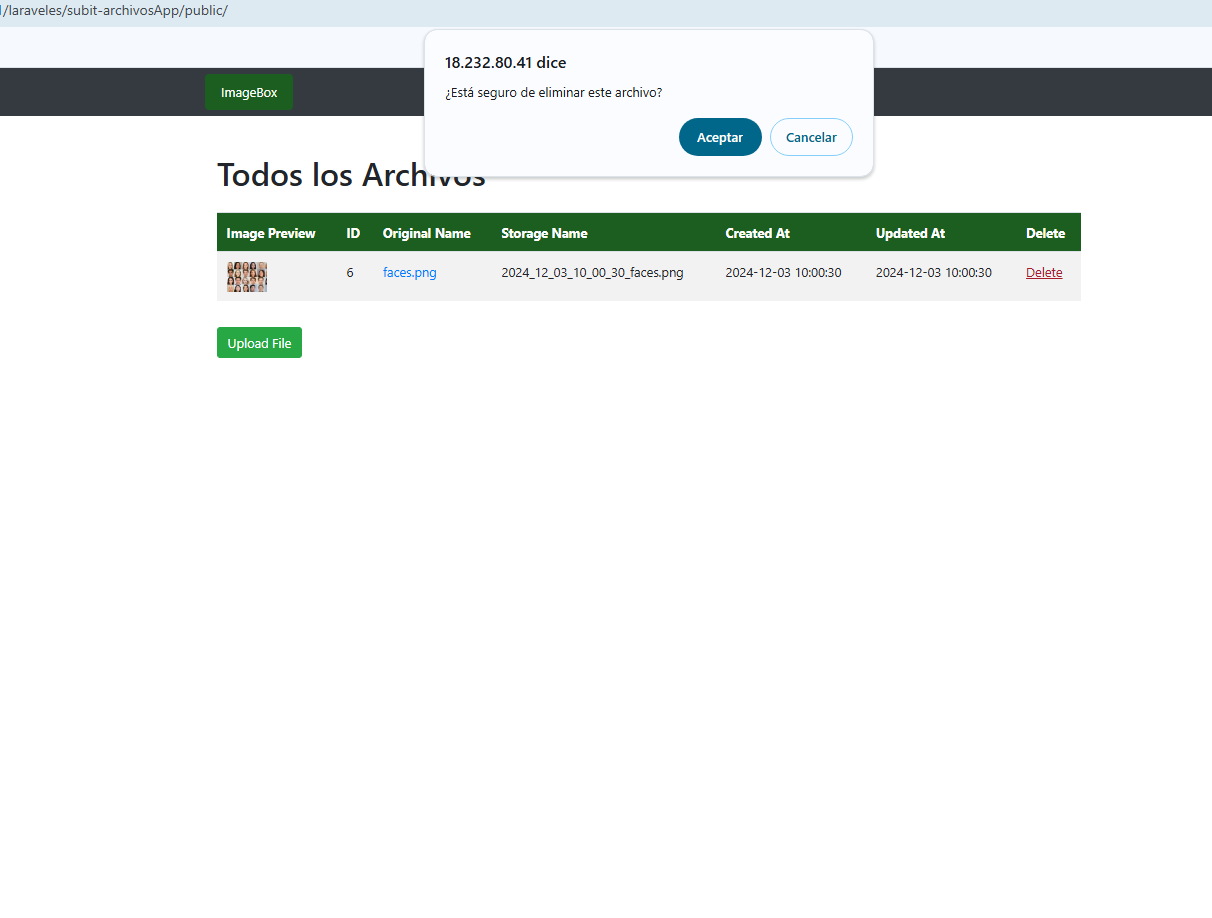 /laraveles/subit-archivosApp/public/
18.232.80.41 dice
¿Está seguro de eliminar este archivo?
Aceptar Cancelar
ImageBox
Todos los Archivos
Image Preview ID Original Name Storage Name Created At Updated At Delete
6 faces.png 2024_12_03_10_00_30_faces.png 2024-12-03 10:00:30 2024-12-03 10:00:30 Delete
Upload File